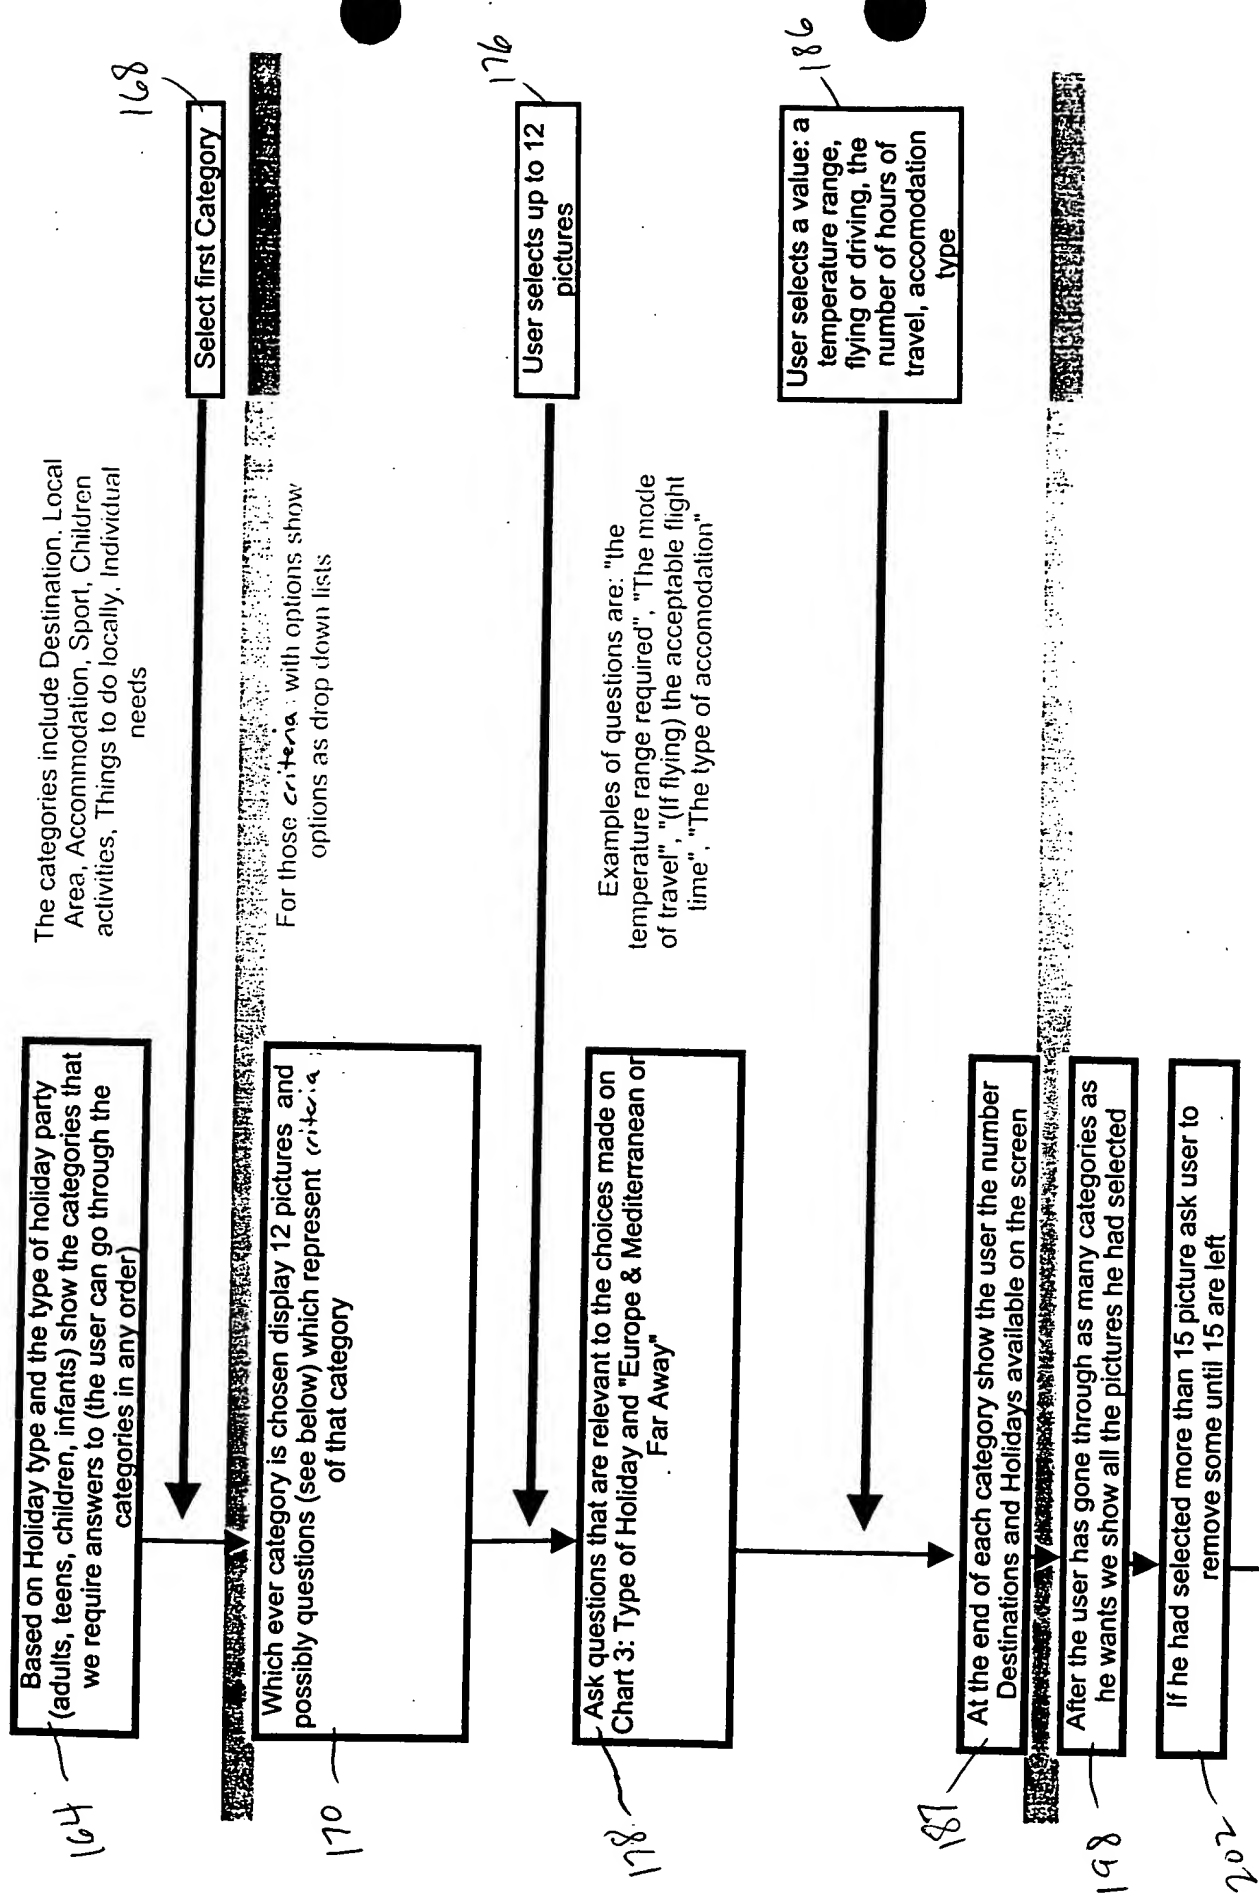 164
Based on Holiday type and the type of holiday party
(adults, teens, children, infants) show the categories that
we require answers to (the user can go through the
categories in any order)
The categories include Destination, Local
Area, Accommodation, Sport, Children
activities, Things to do locally, Individual
needs
168
Select first Category
170
Which ever category is chosen display 12 pictures and
possibly questions (see below) which represent criteria
of that category
For those criteria with options show
options as drop down lists
176
User selects up to 12
pictures
178
Ask questions that are relevant to the choices made on
Chart 3: Type of Holiday and "Europe & Mediterranean or
Far Away"
Examples of questions are: "the
temperature range required", "The mode
of travel", "(If flying) the acceptable flight
time", "The type of accomodation"
186
User selects a value: a
temperature range,
flying or driving, the
number of hours of
travel, accomodation
type
187
At the end of each category show the user the number
Destinations and Holidays available on the screen
198
After the user has gone through as many categories as
he wants we show all the pictures he had selected
202
If he had selected more than 15 picture ask user to
remove some until 15 are left